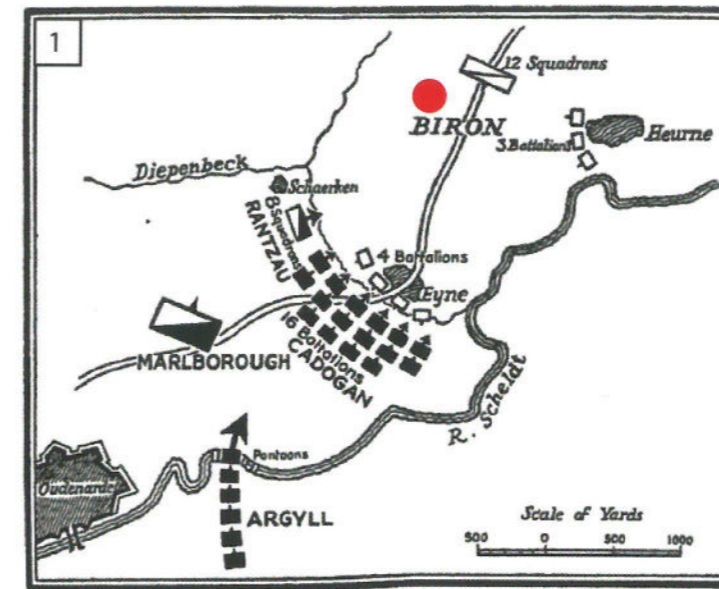 1
12 Squadrons
BIRON
Heurne
3 Battalions
Diepenbeck
Schaerken
8 Squadrons
RANTZAU
4 Battalions
Eyne
16 Battalions
CADOGAN
MARLBOROUGH
R. Scheldt
Pontoons
Oudenarde
ARGYLL
Scale of Yards
500 0 500 1000